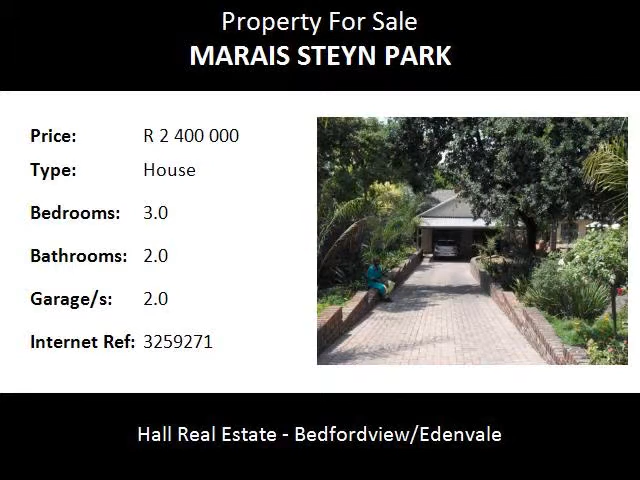 Property For Sale
MARAIS STEYN PARK
Price: R 2 400 000
Type: House
Bedrooms: 3.0
Bathrooms: 2.0
Garage/s: 2.0
Internet Ref: 3259271
Hall Real Estate - Bedfordview/Edenvale